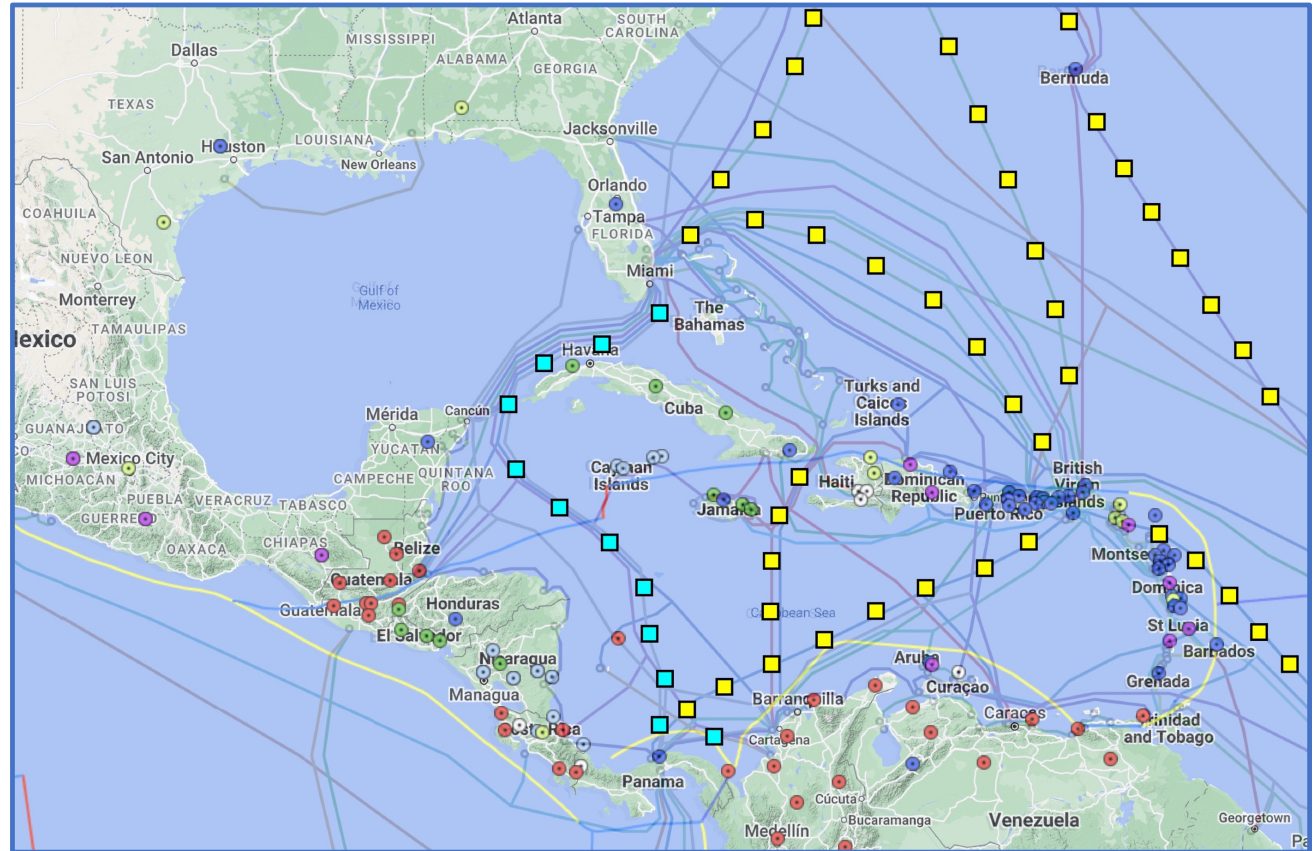 Atlanta
SOUTH
CAROLINA
Dallas
MISSISSIPPI
ALABAMA
GEORGIA
Bermuda
TEXAS
Jacksonville
LOUISIANA
Houston
San Antonio
New Orleans
Orlando
Tampa
FLORIDA
COAHUILA
NUEVO LEON
Miami
Monterrey
Gulf of
Mexico
The
Bahamas
TAMAULIPAS
lexico
Havana
SAN LUIS
POTOSI
Turks and
Caicos
Islands
Mérida
Cancún
Cuba
GUANAJUATO
YUCATAN
Mexico City
MICHOACÁN
CAMPECHE
QUINTANA
ROO
Cayman
Islands
Haiti
Dominican
Republic
British
Virgin
Islands
PUEBLA
VERACRUZ
TABASCO
Jamaica
Puerto Rico
GUERRERO
OAXACA
CHIAPAS
Belize
Montse
Guatemala
Dominica
Guatemala
Honduras
Caribbean Sea
El Salvador
St Lucia
Nicaragua
Aruba
Barbados
Managua
Curaçao
Grenada
Barranquilla
Costa Rica
Caracas
Trinidad
and Tobago
Cartagena
Panama
Cúcuta
Bucaramanga
Venezuela
Georgetown
Medellín
Pa